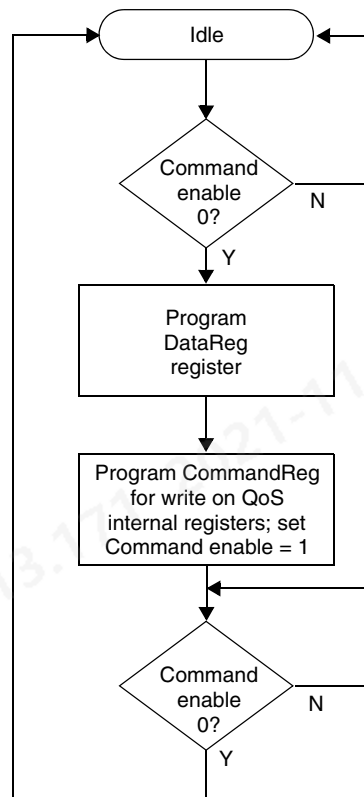 Idle
Command
enable
0?
N
Y
Program
DataReg
register
Program CommandReg
for write on QoS
internal registers; set
Command enable = 1
Command
enable
0?
N
Y